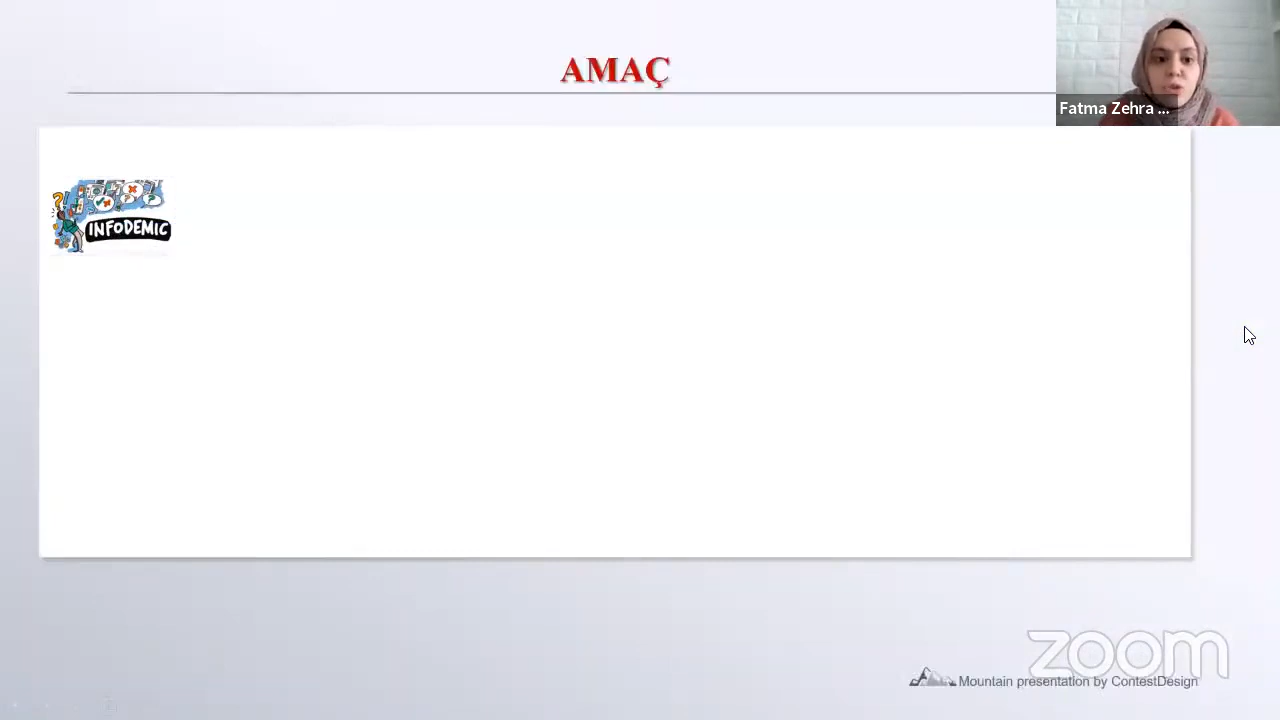 AMAÇ
Fatma Zehra ...
INFODEMIC
zoom
Mountain presentation by ContestDesign